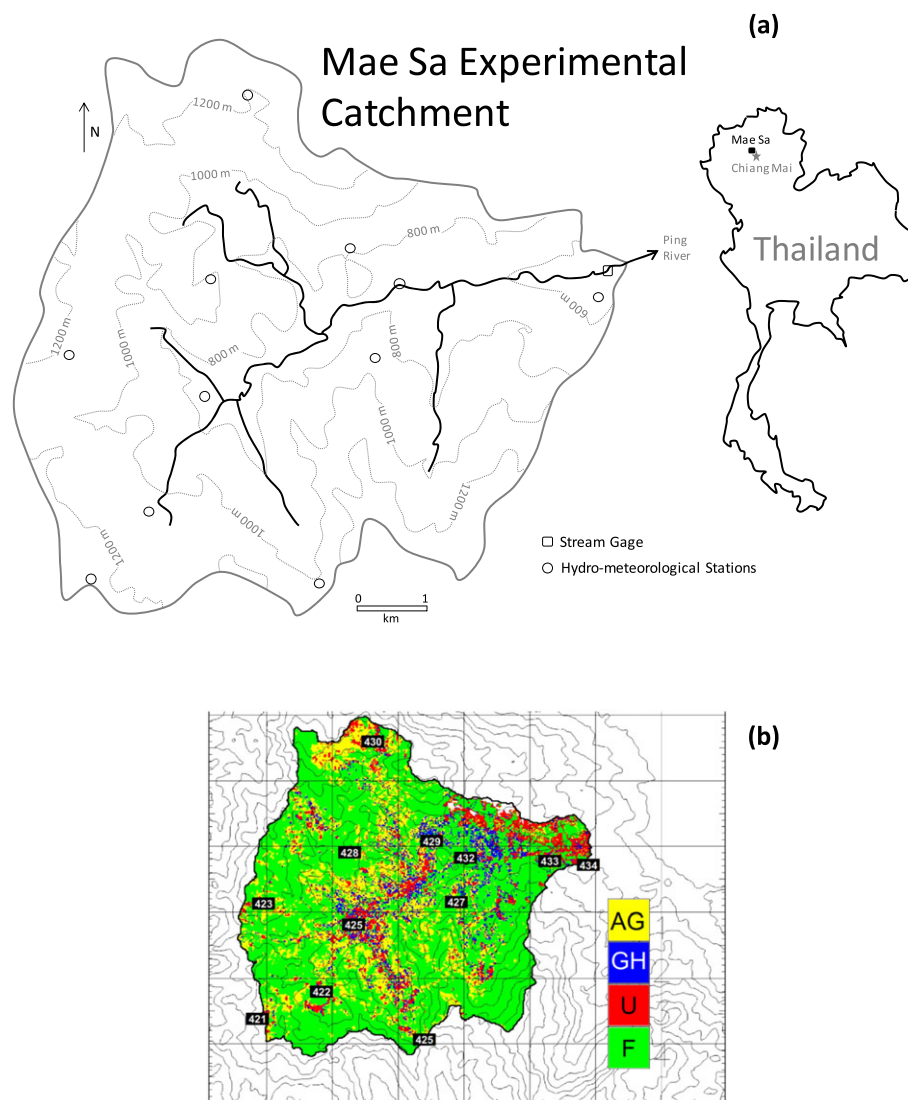 (a)
Mae Sa Experimental
Catchment
1200 m
N
Mae Sa
Chiang Mai
1000 m
800 m
Ping
River
Thailand
600 m
1200 m
1000 m
800 m
800 m
1000 m
1200 m
1000 m
1200 m
Stream Gage
Hydro-meteorological Stations
0 1
km
(b)
430
429
428
432
433
434
423
427
425
AG
GH
U
F
422
421
425